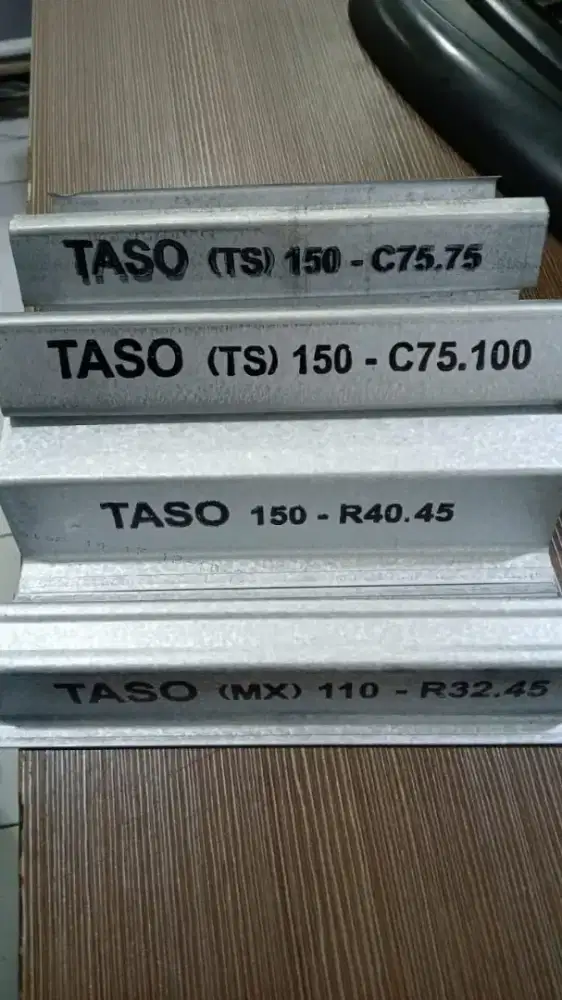 TASO (TS) 150 - C75.75
TASO (TS) 150 - C75.100
TASO 150 - R40.45
TASO (MX) 110 - R32.45